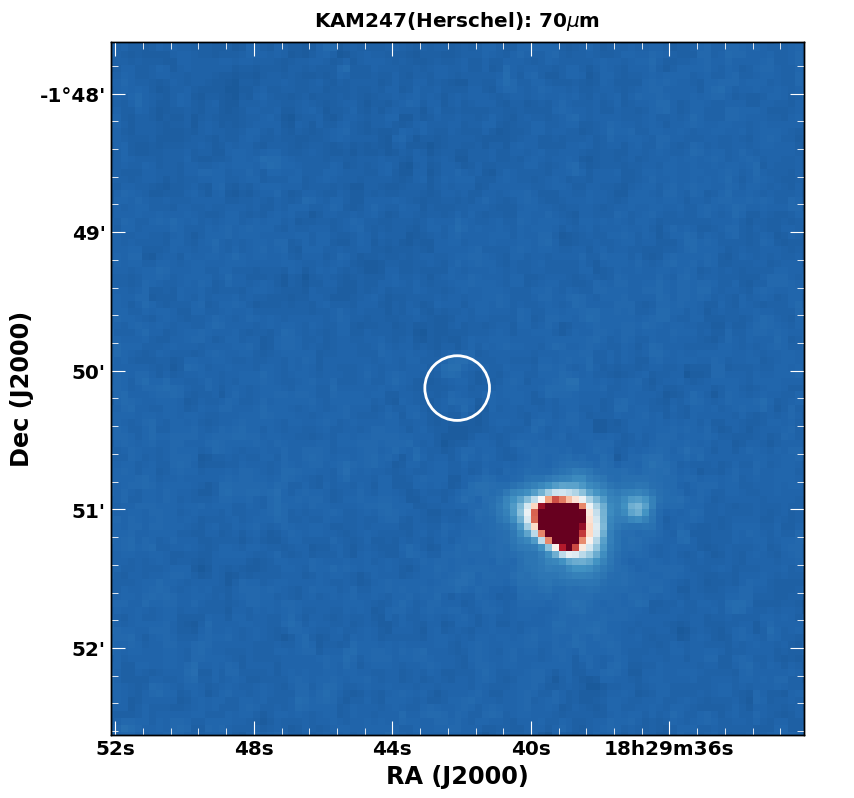 KAM247(Herschel): 70μm
-1°48'
49'
50'
51'
52'
Dec (J2000)
52s 48s 44s 40s 18h29m36s
RA (J2000)